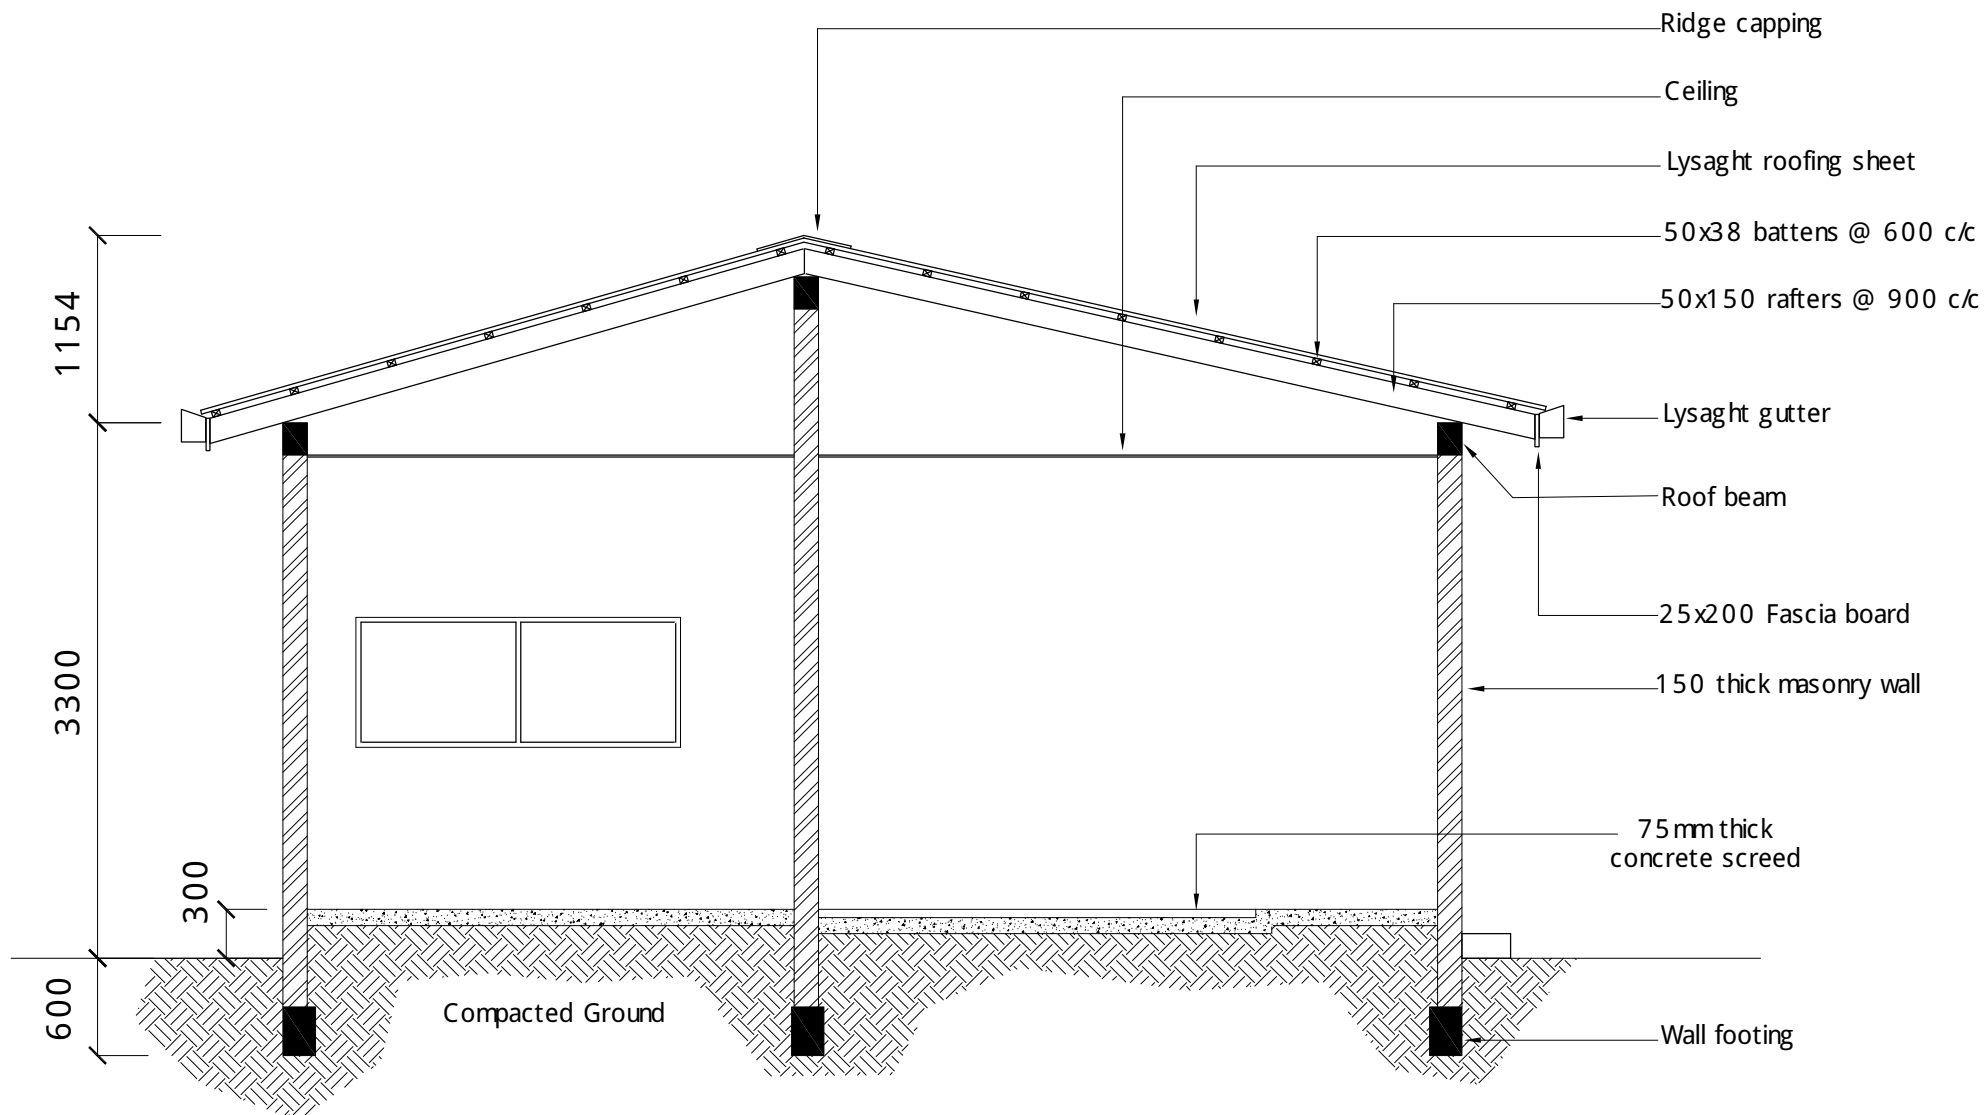 Ridge capping
Ceiling
Lysaght roofing sheet
50x38 battens @ 600 c/c
50x150 rafters @ 900 c/c
1154
Lysaght gutter
Roof beam
25x200 Fascia board
3300
150 thick masonry wall
75mm thick
concrete screed
300
600
Compacted Ground
Wall footing